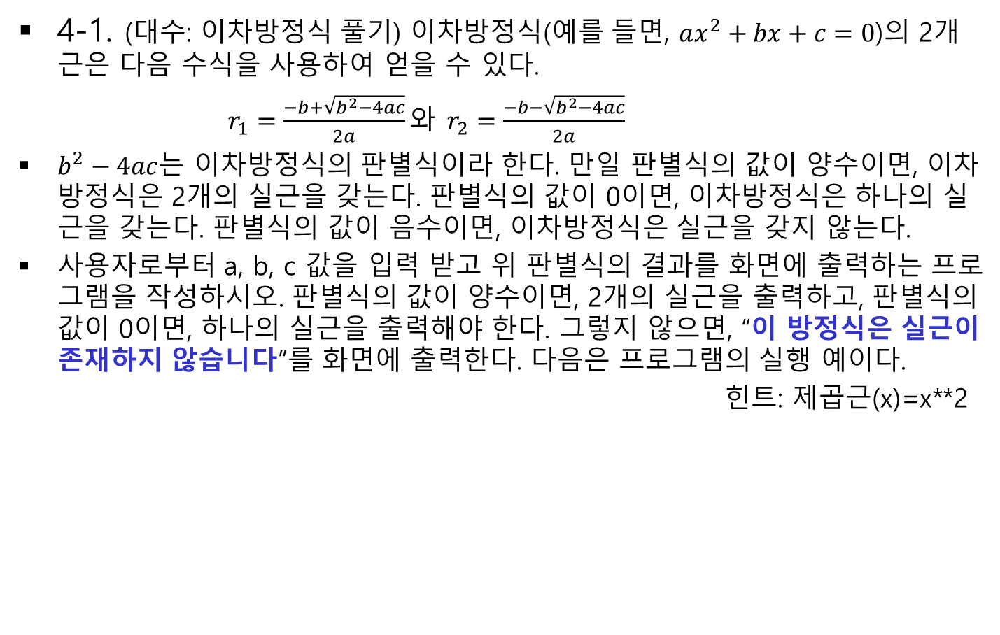 ▪ 4-1. (대수: 이차방정식 풀기) 이차방정식(예를 들면, ax² + bx + c = 0)의 2개
근은 다음 수식을 사용하여 얻을 수 있다.
r₁ = (−b+√(b²−4ac))/(2a) 와 r₂ = (−b−√(b²−4ac))/(2a)
▪ b² − 4ac는 이차방정식의 판별식이라 한다. 만일 판별식의 값이 양수이면, 이차
방정식은 2개의 실근을 갖는다. 판별식의 값이 0이면, 이차방정식은 하나의 실
근을 갖는다. 판별식의 값이 음수이면, 이차방정식은 실근을 갖지 않는다.
▪ 사용자로부터 a, b, c 값을 입력 받고 위 판별식의 결과를 화면에 출력하는 프로
그램을 작성하시오. 판별식의 값이 양수이면, 2개의 실근을 출력하고, 판별식의
값이 0이면, 하나의 실근을 출력해야 한다. 그렇지 않으면, “이 방정식은 실근이
존재하지 않습니다”를 화면에 출력한다. 다음은 프로그램의 실행 예이다.
힌트: 제곱근(x)=x**2